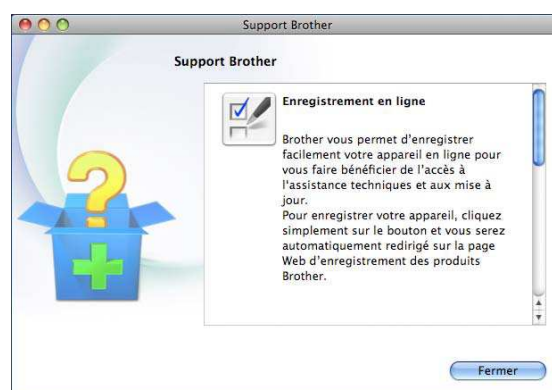 Support Brother
Support Brother
Enregistrement en ligne
Brother vous permet d'enregistrer
facilement votre appareil en ligne pour
vous faire bénéficier de l'accès à
l'assistance techniques et aux mise à
jour.
Pour enregistrer votre appareil, cliquez
simplement sur le bouton et vous serez
automatiquement redirigé sur la page
Web d'enregistrement des produits
Brother.
Fermer